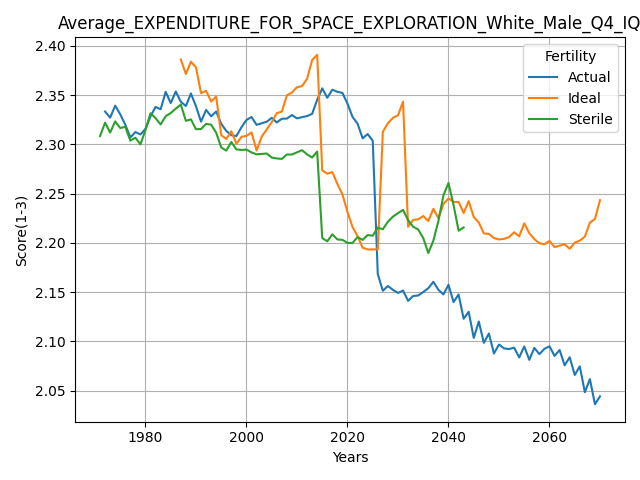 Average_EXPENDITURE_FOR_SPACE_EXPLORATION_White_Male_Q4_IQ
2.40
2.35
2.30
2.25
2.20
2.15
2.10
2.05
Score(1-3)
Fertility
Actual
Ideal
Sterile
1980
2000
2020
2040
2060
Years